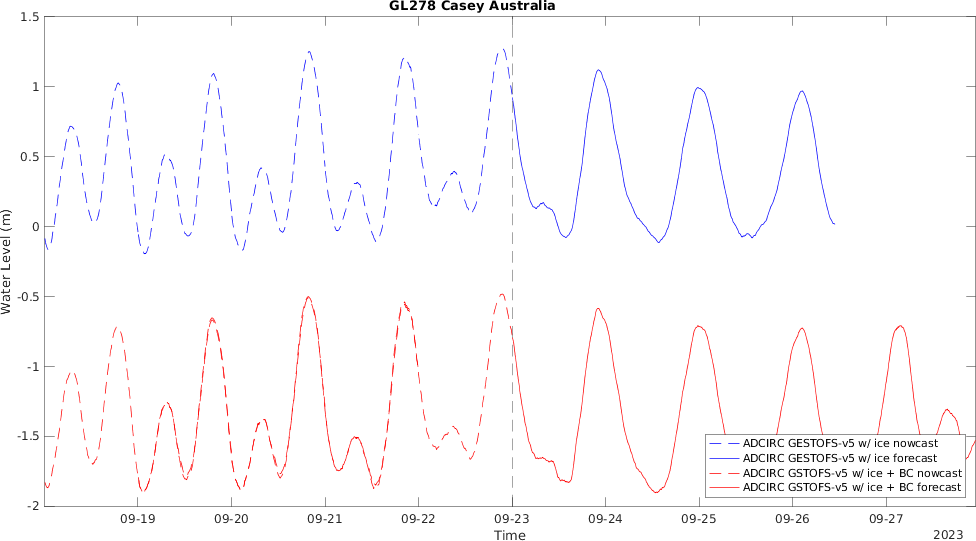 GL278 Casey Australia
1.5
1
0.5
0
-0.5
-1
-1.5
-2
Water Level (m)
ADCIRC GESTOFS-v5 w/ ice nowcast
ADCIRC GESTOFS-v5 w/ ice forecast
ADCIRC GSTOFS-v5 w/ ice + BC nowcast
ADCIRC GSTOFS-v5 w/ ice + BC forecast
09-19 09-20 09-21 09-22 09-23 09-24 09-25 09-26 09-27
Time
2023